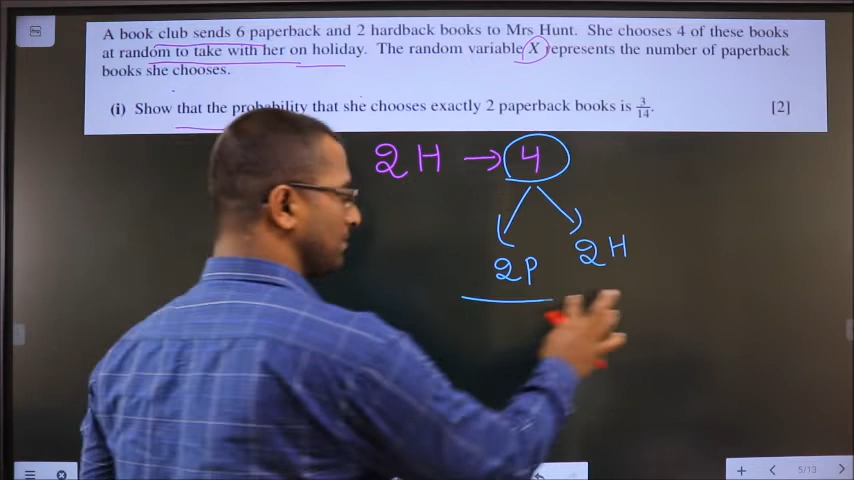 A book club sends 6 paperback and 2 hardback books to Mrs Hunt. She chooses 4 of these books
at random to take with her on holiday. The random variable X represents the number of paperback
books she chooses.
(i) Show that the probability that she chooses exactly 2 paperback books is 3/14. [2]
2 H → 4
2P 2H
5/13